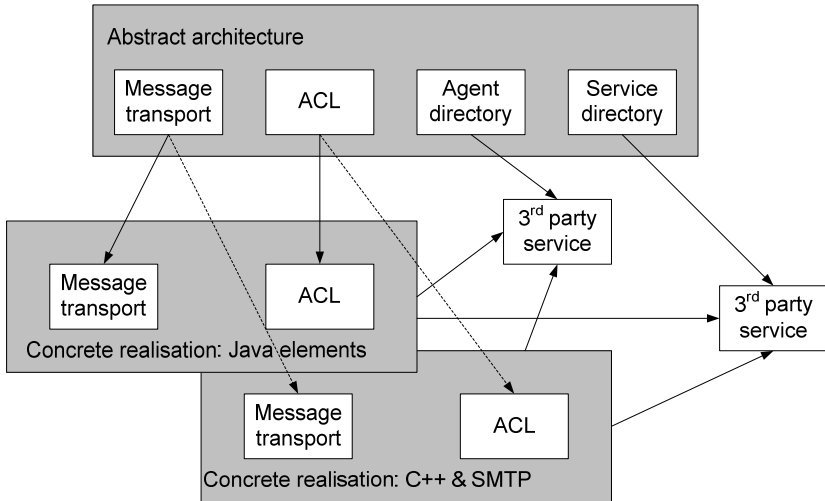 Abstract architecture
Message
transport
ACL
Agent
directory
Service
directory
3rd party
service
Message
transport
ACL
3rd party
service
Concrete realisation: Java elements
Message
transport
ACL
Concrete realisation: C++ & SMTP